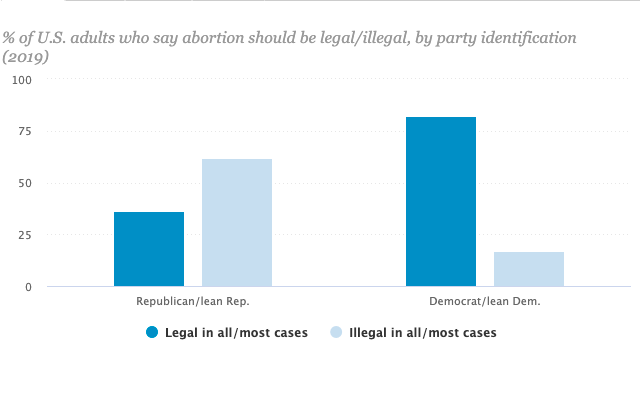 % of U.S. adults who say abortion should be legal/illegal, by party identification
(2019)
100
75
50
25
0
Republican/lean Rep.
Democrat/lean Dem.
Legal in all/most cases
Illegal in all/most cases